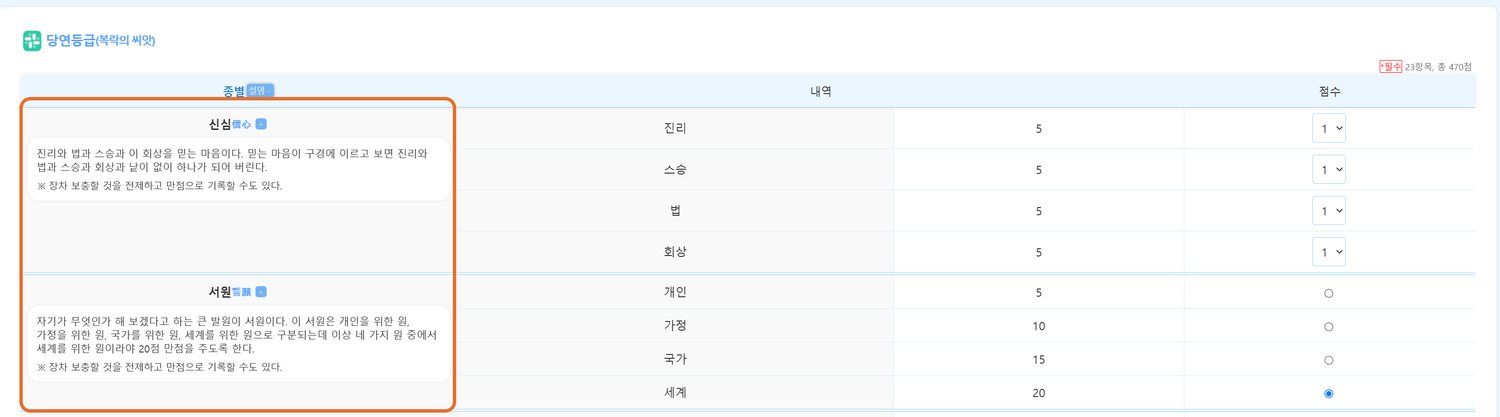 당연등급(복락의 씨앗)
*필수 23항목, 총 470점
종별 설명 - 내역 점수
신심信心 -
진리와 법과 스승과 이 회상을 믿는 마음이다. 믿는 마음이 구경에 이르고 보면 진리와
법과 스승과 회상과 낱이 없이 하나가 되어 버린다.
※ 장차 보충할 것을 전제하고 만점으로 기록할 수도 있다.
진리 5 1
스승 5 1
법 5 1
회상 5 1
서원誓願 -
자기가 무엇인가 해 보겠다고 하는 큰 발원이 서원이다. 이 서원은 개인을 위한 원,
가정을 위한 원, 국가를 위한 원, 세계를 위한 원으로 구분되는데 이상 네 가지 원 중에서
세계를 위한 원이라야 20점 만점을 주도록 한다.
※ 장차 보충할 것을 전제하고 만점으로 기록할 수도 있다.
개인 5
가정 10
국가 15
세계 20